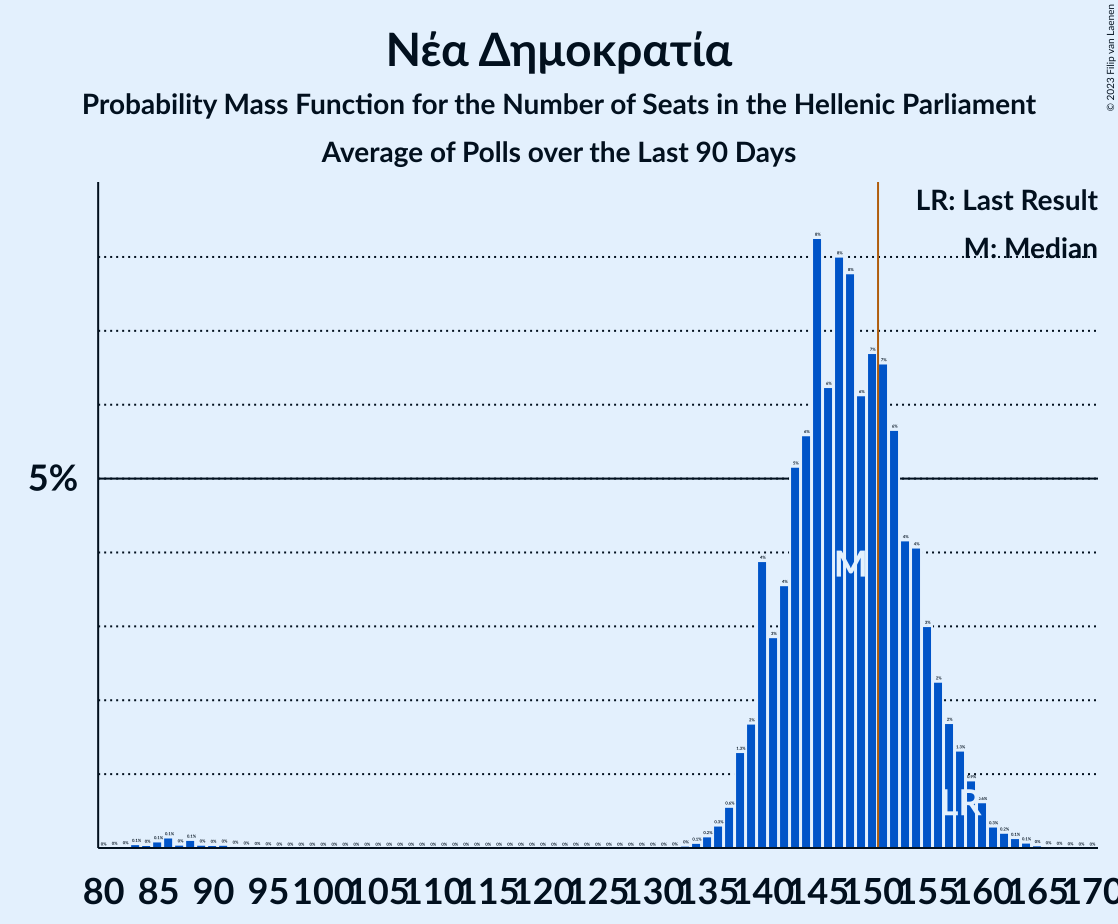 Νέα Δημοκρατία
Probability Mass Function for the Number of Seats in the Hellenic Parliament
Average of Polls over the Last 90 Days
© 2023 Filip van Laenen
LR: Last Result
M: Median
5%
M
LR
80 85 90 95 100 105 110 115 120 125 130 135 140 145 150 155 160 165 170